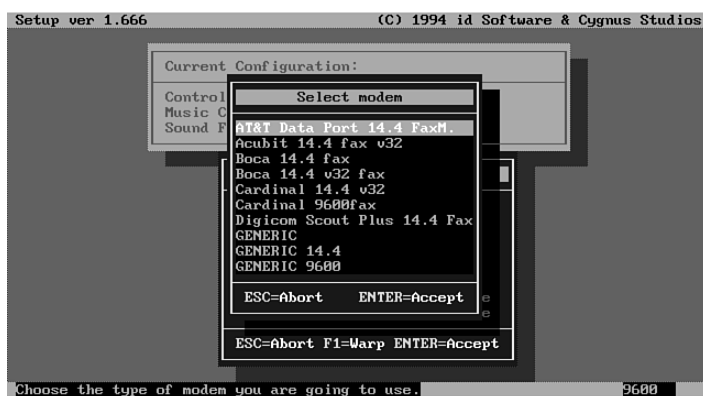 Setup ver 1.666 (C) 1994 id Software & Cygnus Studios
Current Configuration:
Control
Music C
Sound F
Select modem
AT&T Data Port 14.4 FaxM.
Acubit 14.4 fax v32
Boca 14.4 fax
Boca 14.4 v32 fax
Cardinal 14.4 v32
Cardinal 9600fax
Digicom Scout Plus 14.4 Fax
GENERIC
GENERIC 14.4
GENERIC 9600
ESC=Abort ENTER=Accept
e
e
ESC=Abort F1=Warp ENTER=Accept
Choose the type of modem you are going to use. 9600